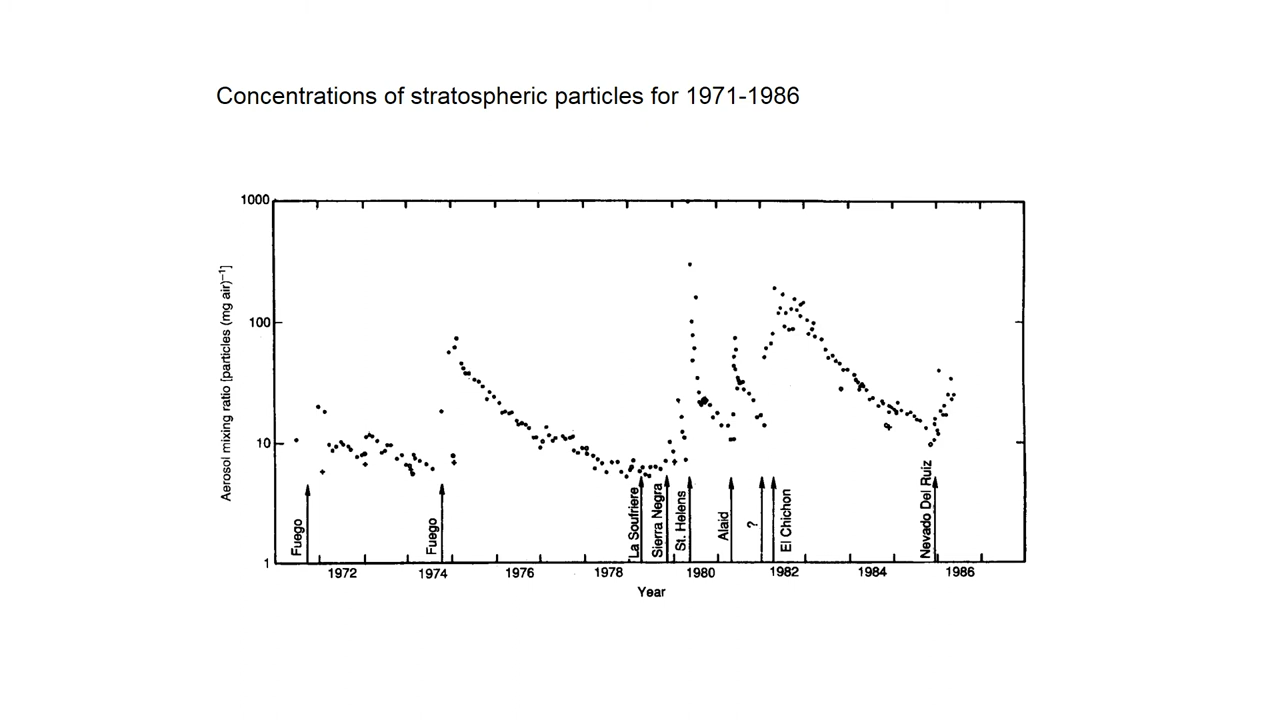 Concentrations of stratospheric particles for 1971-1986
1000
100
10
1
Aerosol mixing ratio [particles (mg air)⁻¹]
Fuego
Fuego
La Soufriere
Sierra Negra
St. Helens
Alaid
?
El Chichon
Nevado Del Ruiz
1972 1974 1976 1978 1980 1982 1984 1986
Year